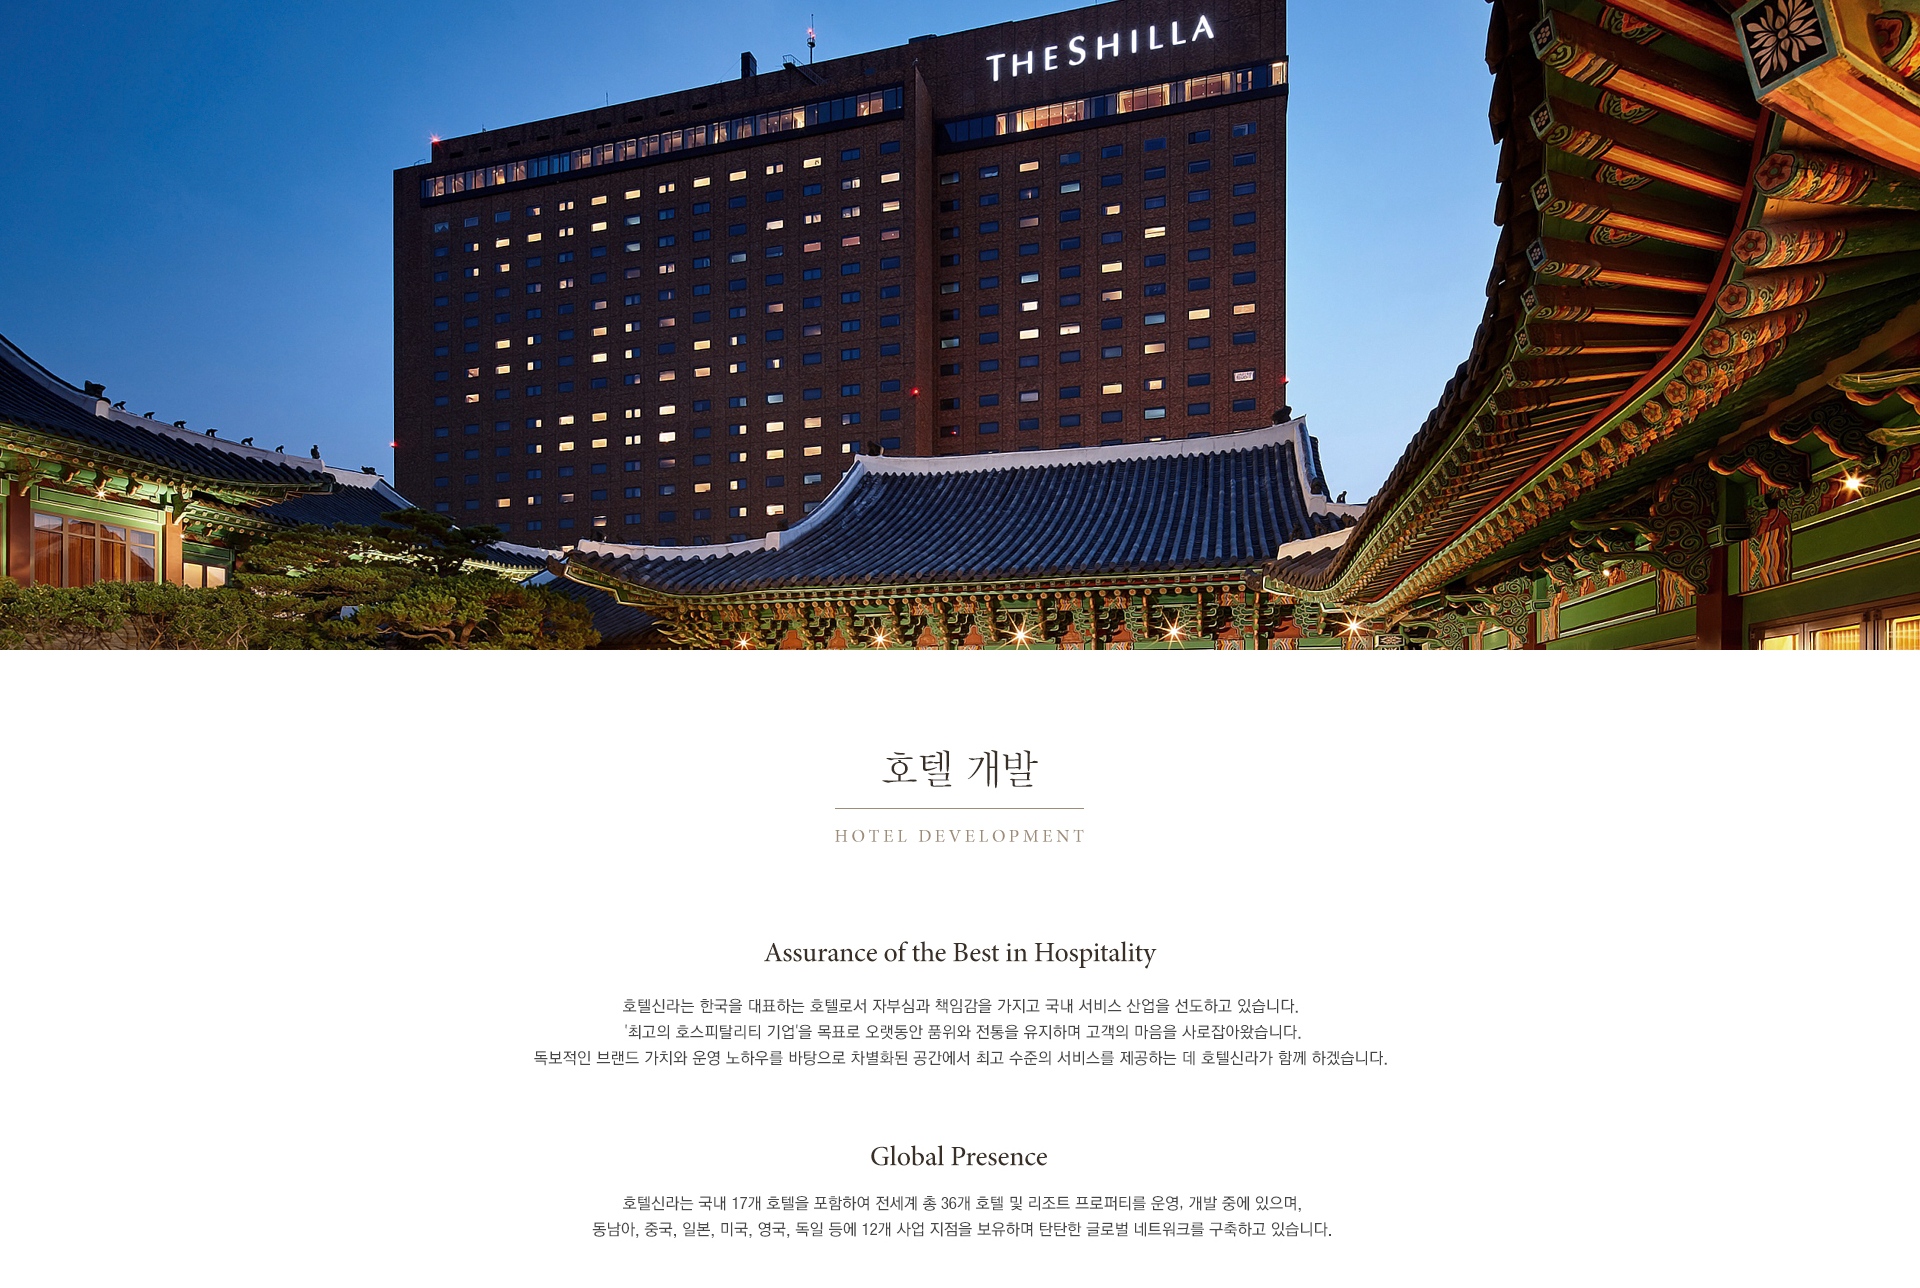 THE SHILLA
호텔 개발
HOTEL DEVELOPMENT
Assurance of the Best in Hospitality
호텔신라는 한국을 대표하는 호텔로서 자부심과 책임감을 가지고 국내 서비스 산업을 선도하고 있습니다.
'최고의 호스피탈리티 기업'을 목표로 오랫동안 품위와 전통을 유지하며 고객의 마음을 사로잡아왔습니다.
독보적인 브랜드 가치와 운영 노하우를 바탕으로 차별화된 공간에서 최고 수준의 서비스를 제공하는 데 호텔신라가 함께 하겠습니다.
Global Presence
호텔신라는 국내 17개 호텔을 포함하여 전세계 총 36개 호텔 및 리조트 프로퍼티를 운영, 개발 중에 있으며,
동남아, 중국, 일본, 미국, 영국, 독일 등에 12개 사업 지점을 보유하며 탄탄한 글로벌 네트워크를 구축하고 있습니다.